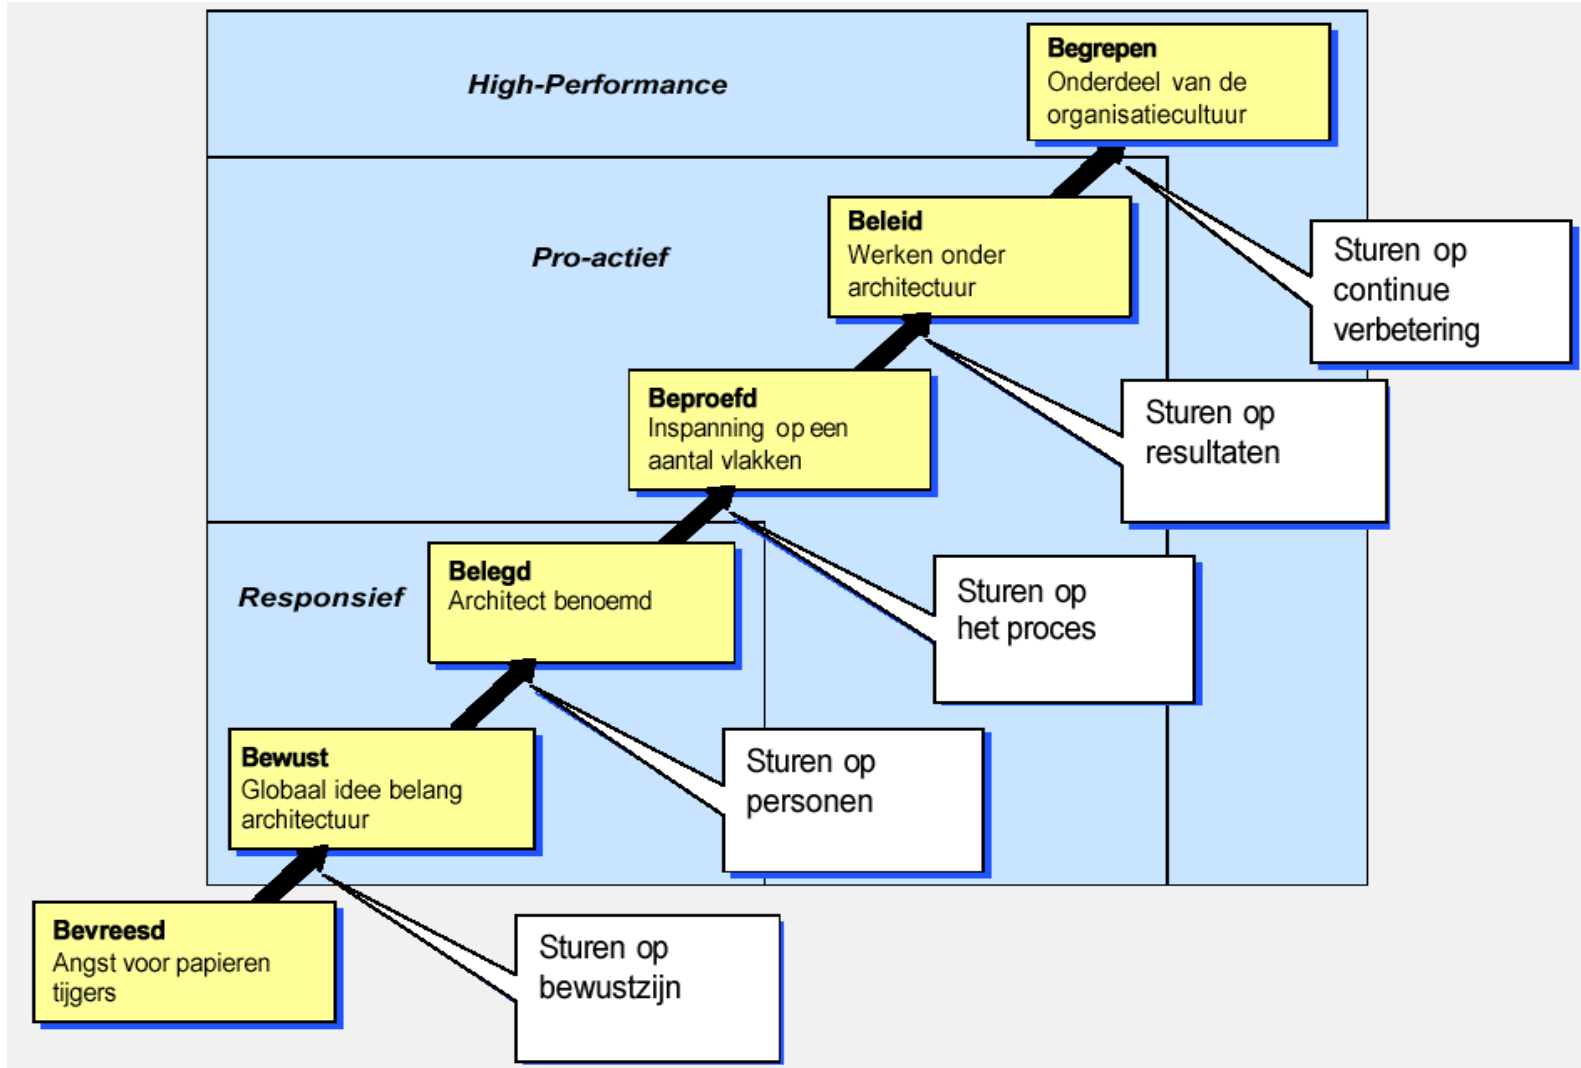 High-Performance
Begrepen
Onderdeel van de
organisatiecultuur
Pro-actief
Beleid
Werken onder
architectuur
Sturen op
continue
verbetering
Beproefd
Inspanning op een
aantal vlakken
Sturen op
resultaten
Responsief
Belegd
Architect benoemd
Sturen op
het proces
Bewust
Globaal idee belang
architectuur
Sturen op
personen
Bevreesd
Angst voor papieren
tijgers
Sturen op
bewustzijn